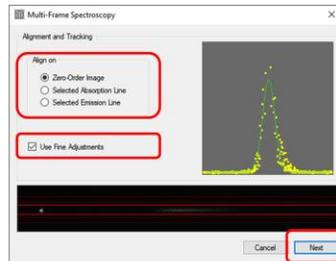 Multi-Frame Spectroscopy
Alignment and Tracking
Align on
Zero-Order Image
Selected Absorption Line
Selected Emission Line
Use Fine Adjustments
Cancel
Next